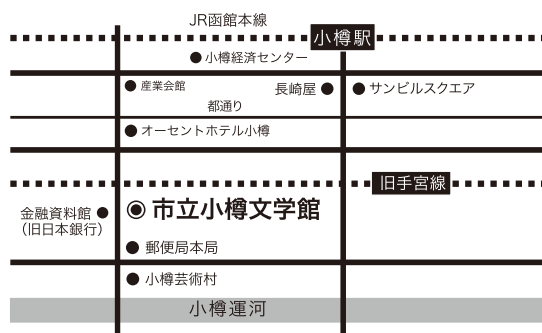 JR函館本線
小樽駅
小樽経済センター
産業会館
長崎屋
サンビルスクエア
都通り
オーセントホテル小樽
旧手宮線
金融資料館
（旧日本銀行）
市立小樽文学館
郵便局本局
小樽芸術村
小樽運河